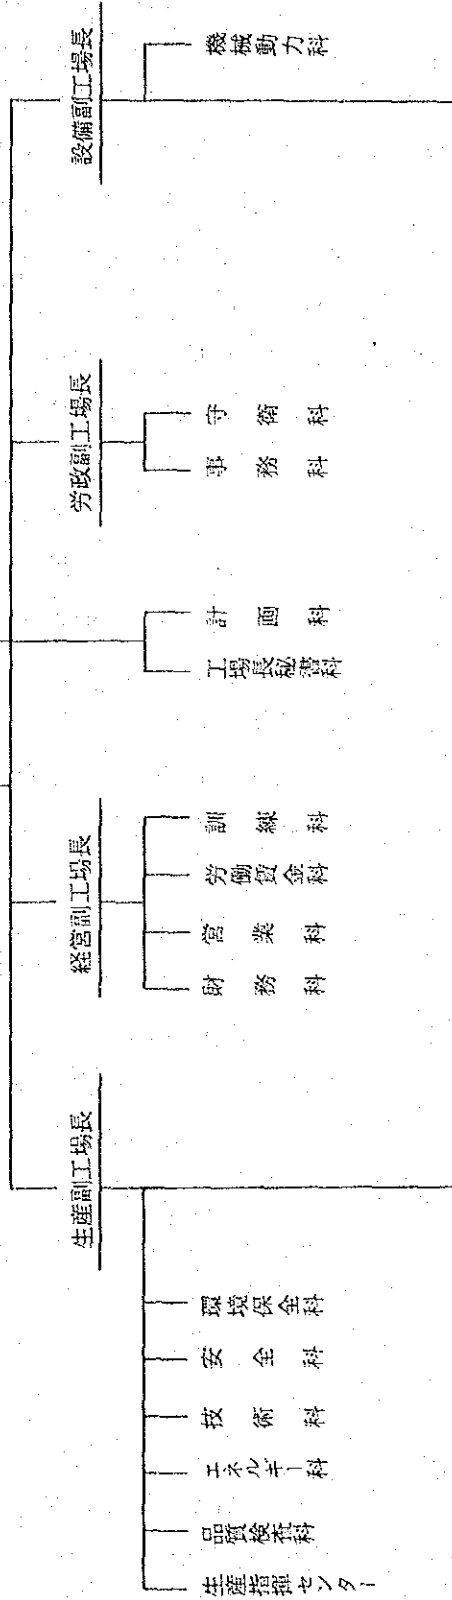 生産副工場長
生産指揮センター
品質検査科
エネルギー科
技術科
安全科
環境保全科
経営副工場長
財務科
営業科
労働賃金科
訓練科
工場長秘書科
計画科
労政副工場長
事務科
守衛科
設備副工場長
機械動力科